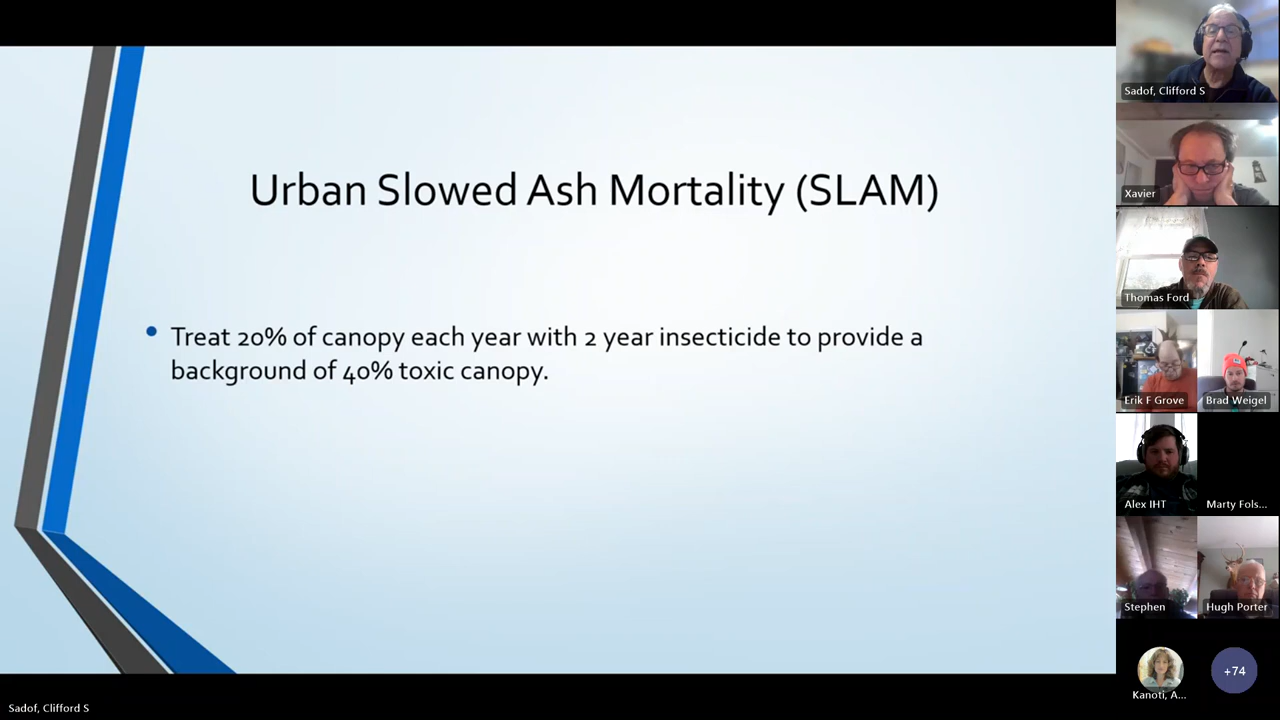 Urban Slowed Ash Mortality (SLAM)
• Treat 20% of canopy each year with 2 year insecticide to provide a
background of 40% toxic canopy.
Sadof, Clifford S
Xavier
Thomas Ford
Erik F Grove
Brad Weigel
Alex IHT
Marty Fols...
Stephen
Hugh Porter
Kanoti, A...
+74
Sadof, Clifford S